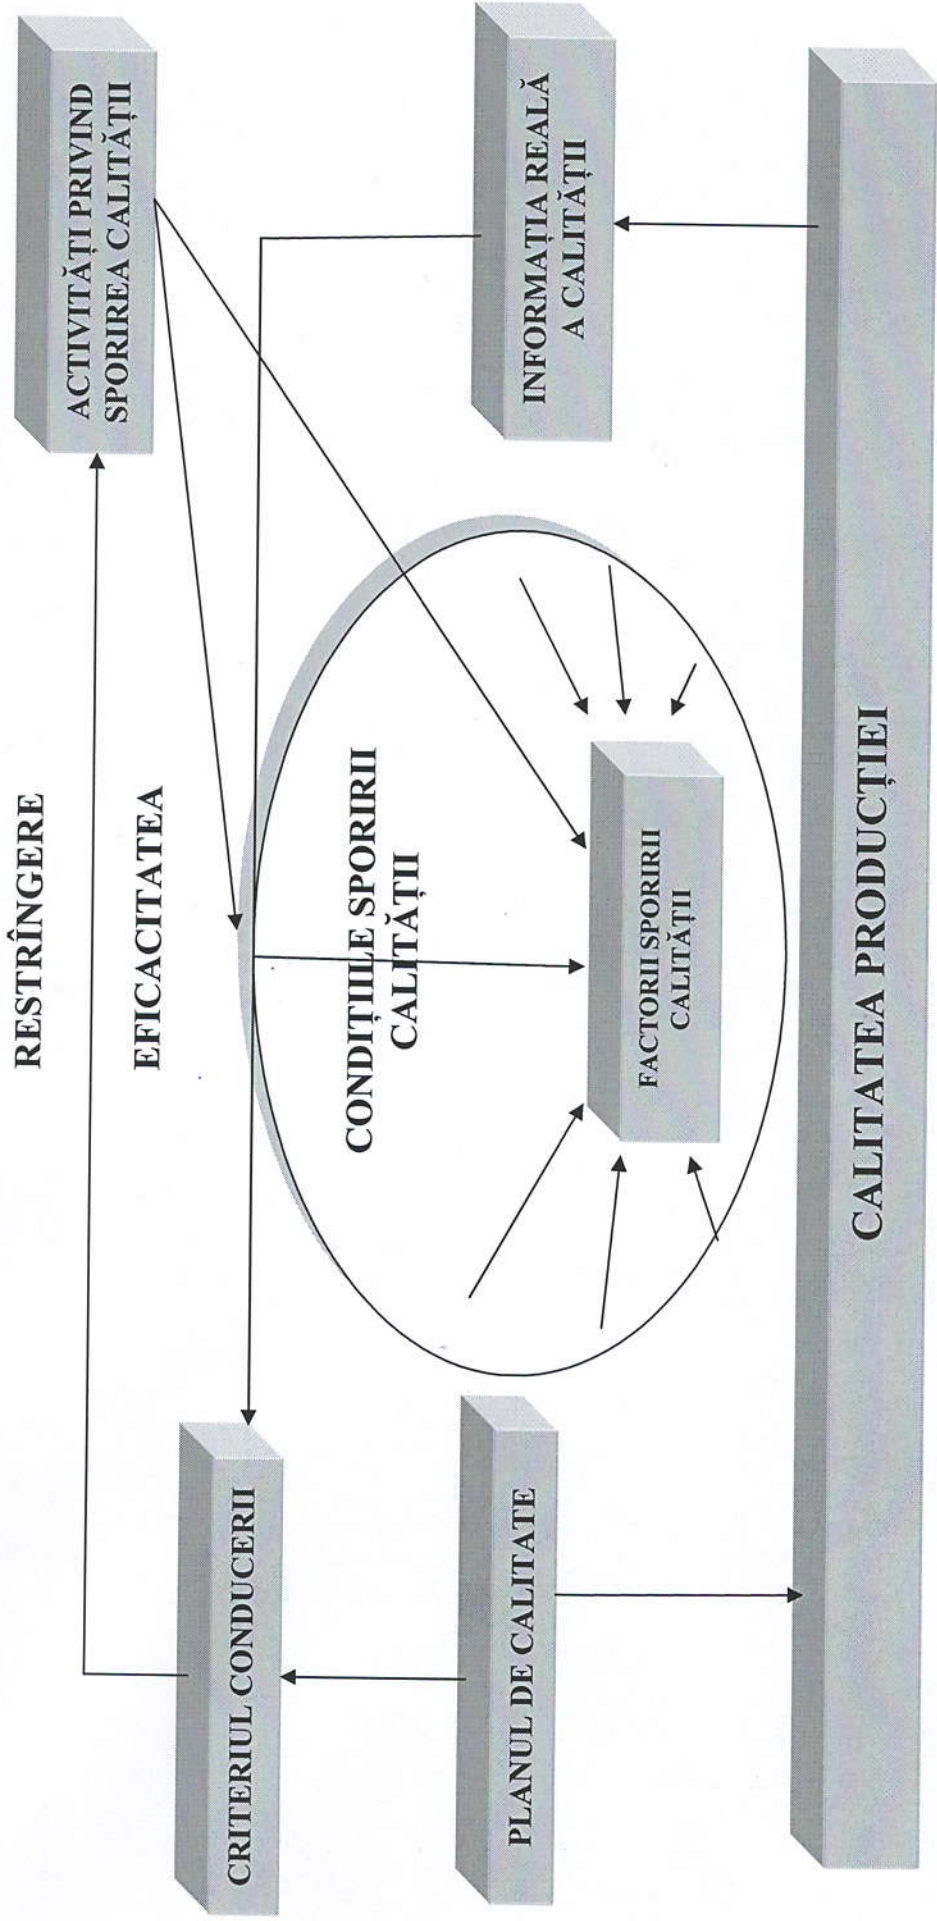 RESTRÎNGERE
EFICACITATEA
ACTIVITĂȚI PRIVIND
SPORIREA CALITĂȚII
CRITERIUL CONDUCERII
CONDIȚIILE SPORIRII
CALITĂȚII
INFORMAȚIA REALĂ
A CALITĂȚII
PLANUL DE CALITATE
FACTORII SPORIRII
CALITĂȚII
CALITATEA PRODUCȚIEI